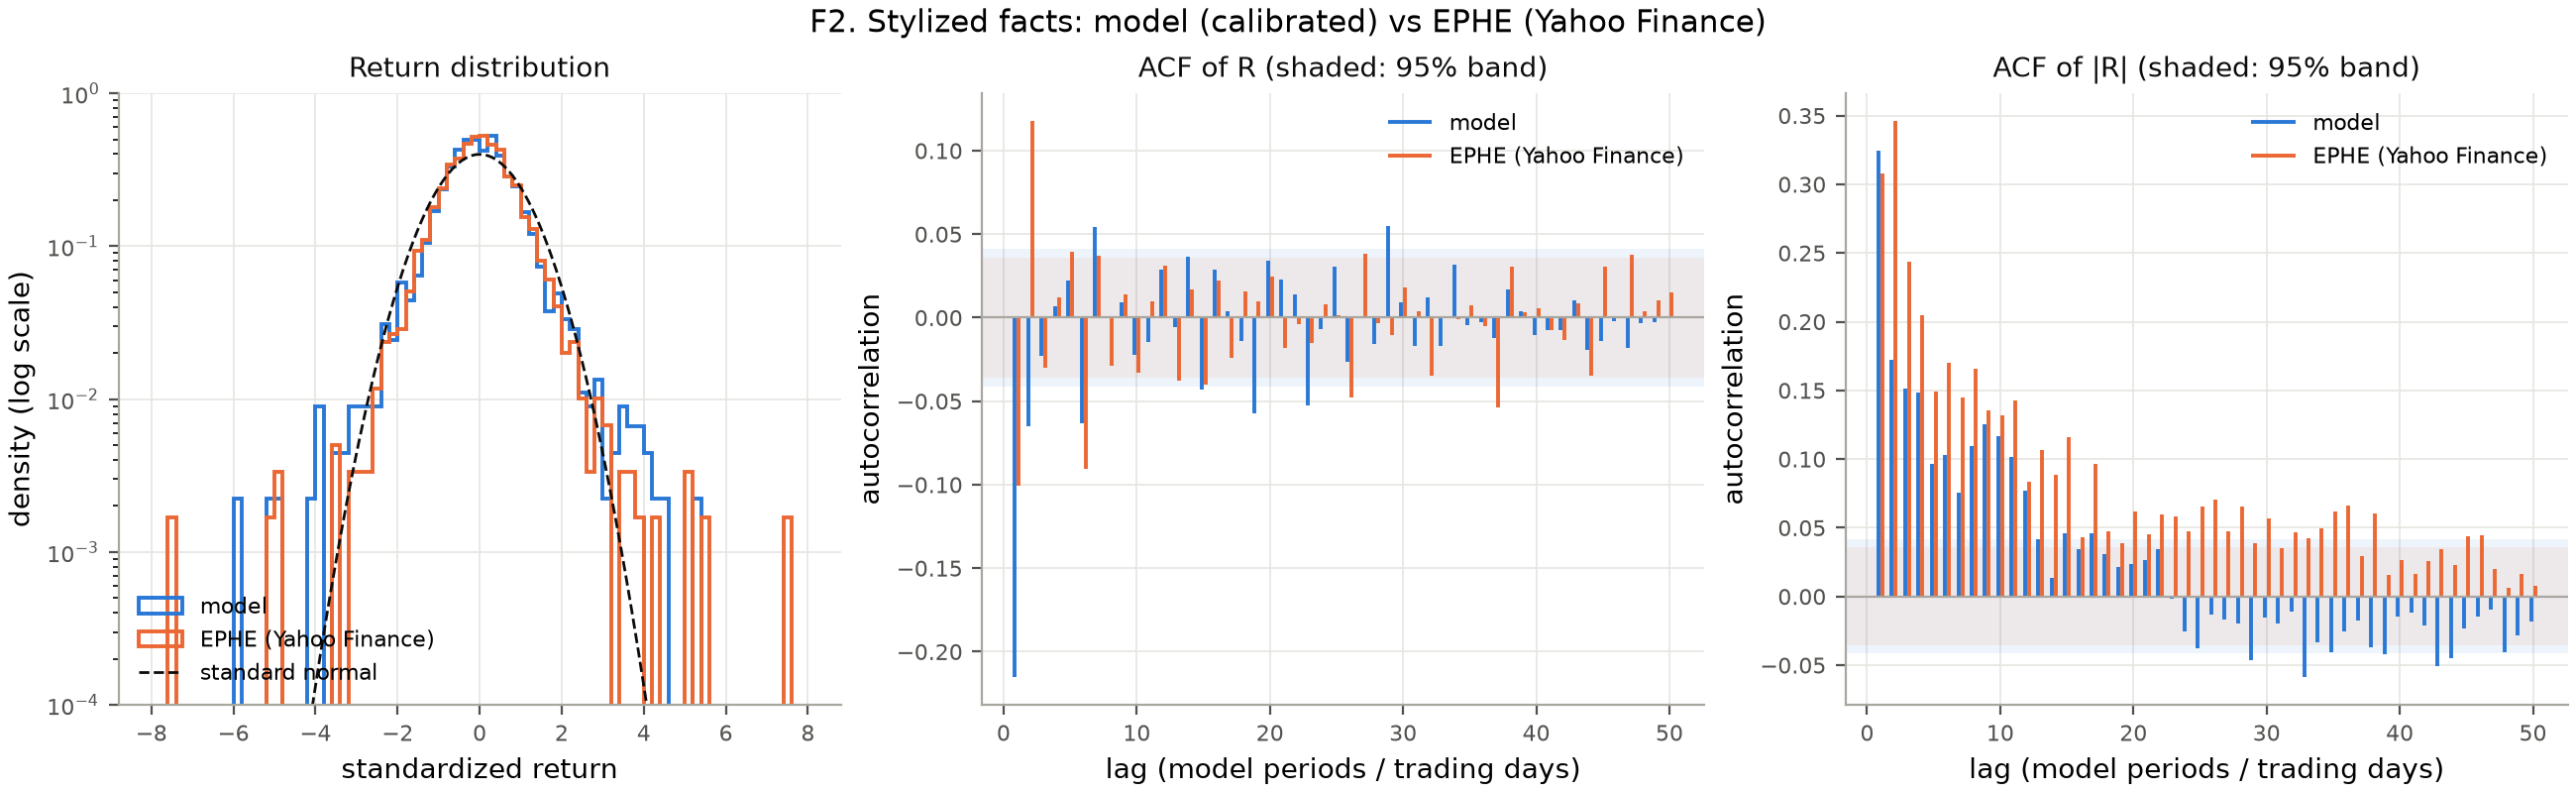 F2. Stylized facts: model (calibrated) vs EPHE (Yahoo Finance)
Return distribution
10⁰
10⁻¹
10⁻²
10⁻³
10⁻⁴
density (log scale)
model
EPHE (Yahoo Finance)
standard normal
−8 −6 −4 −2 0 2 4 6 8
standardized return
ACF of R (shaded: 95% band)
model
EPHE (Yahoo Finance)
0.10
0.05
0.00
−0.05
−0.10
−0.15
−0.20
autocorrelation
0 10 20 30 40 50
lag (model periods / trading days)
ACF of |R| (shaded: 95% band)
model
EPHE (Yahoo Finance)
0.35
0.30
0.25
0.20
0.15
0.10
0.05
0.00
−0.05
autocorrelation
0 10 20 30 40 50
lag (model periods / trading days)